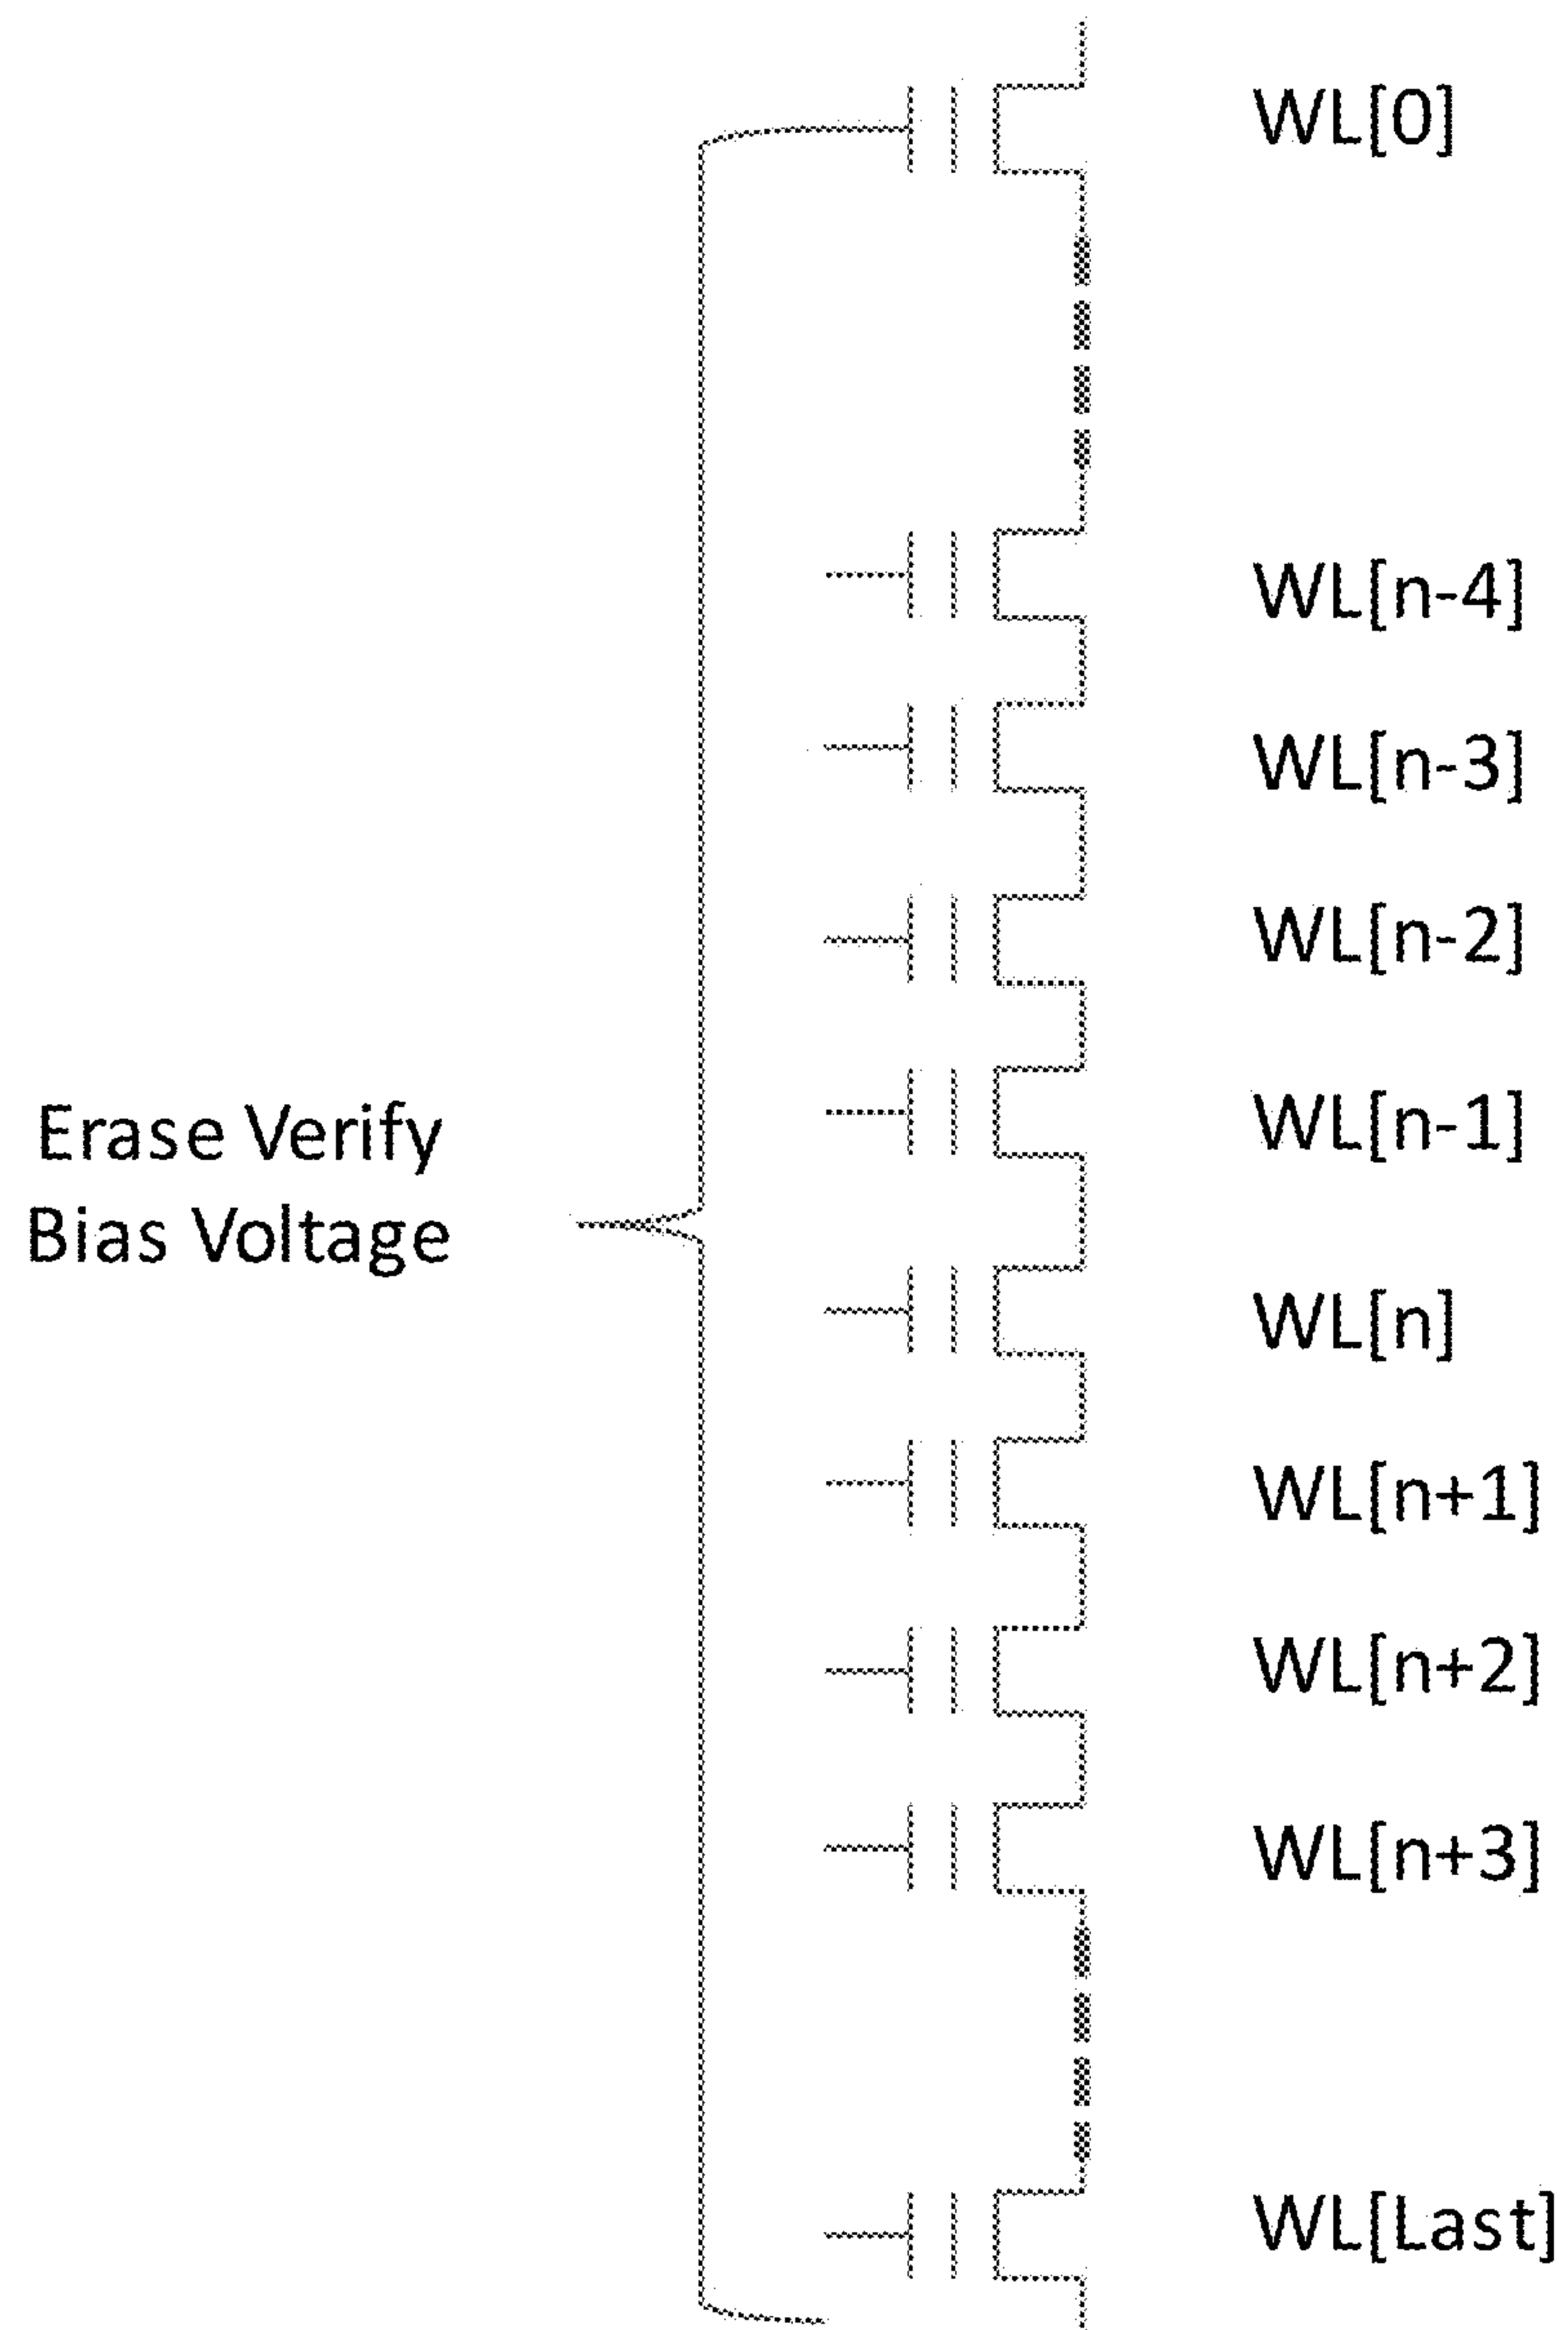 WL[0]
WL[n-4]
WL[n-3]
WL[n-2]
WL[n-1]
Erase Verify
Bias Voltage
WL[n]
WL[n+1]
WL[n+2]
WL[n+3]
WL[Last]